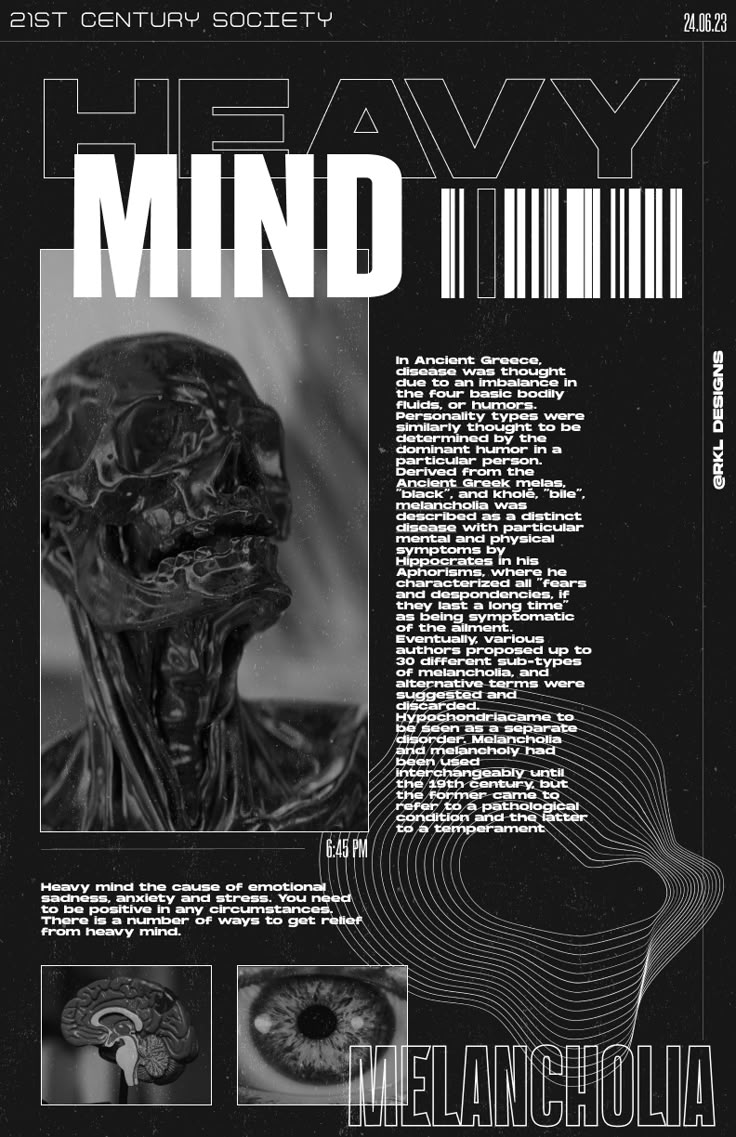 21ST CENTURY SOCIETY
24.06.23
HEAVY
MIND
In Ancient Greece,
disease was thought
due to an imbalance in
the four basic bodily
fluids, or humors.
Personality types were
similarly thought to be
determined by the
dominant humor in a
particular person.
Derived from the
Ancient Greek melas,
"black", and kholé, "bile",
melancholia was
described as a distinct
disease with particular
mental and physical
symptoms by
Hippocrates in his
Aphorisms, where he
characterized all "fears
and despondencies, if
they last a long time"
as being symptomatic
of the ailment.
Eventually, various
authors proposed up to
30 different sub-types
of melancholia, and
alternative terms were
suggested and
discarded.
Hypochondriacame to
be seen as a separate
disorder. Melancholia
and melancholy had
been used
interchangeably until
the 19th century, but
the former came to
refer to a pathological
condition and the latter
to a temperament
@RKL DESIGNS
6:45 PM
Heavy mind the cause of emotional
sadness, anxiety and stress. You need
to be positive in any circumstances.
There is a number of ways to get relief
from heavy mind.
MELANCHOLIA